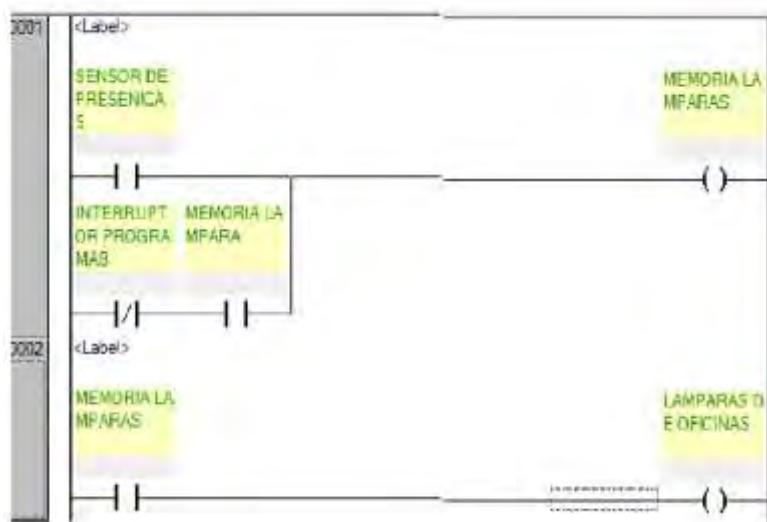 0001
<Label>
SENSOR DE
PRESENICA
S
MEMORIA LA
MPARAS
INTERRUPT
OR PROGRA
MAB
MEMORIA LA
MPARA
0002
<Label>
MEMORIA LA
MPARAS
LAMPARAS D
E OFICINAS